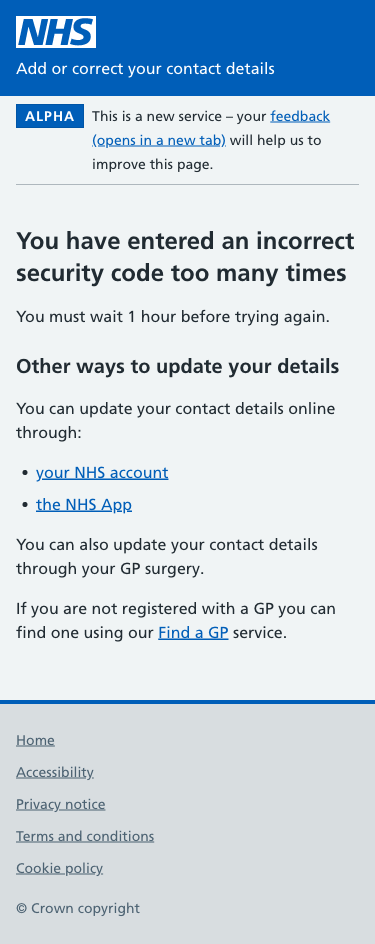 NHS
Add or correct your contact details
ALPHA
This is a new service – your feedback
(opens in a new tab) will help us to
improve this page.
You have entered an incorrect
security code too many times
You must wait 1 hour before trying again.
Other ways to update your details
You can update your contact details online
through:
• your NHS account
• the NHS App
You can also update your contact details
through your GP surgery.
If you are not registered with a GP you can
find one using our Find a GP service.
Home
Accessibility
Privacy notice
Terms and conditions
Cookie policy
© Crown copyright